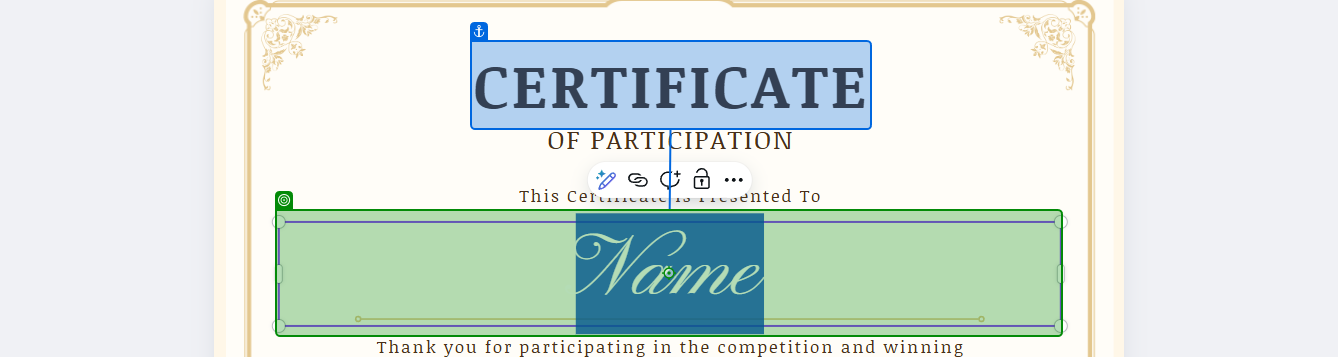 CERTIFICATE
OF PARTICIPATION
This Certificate is Presented To
Name
Thank you for participating in the competition and winning